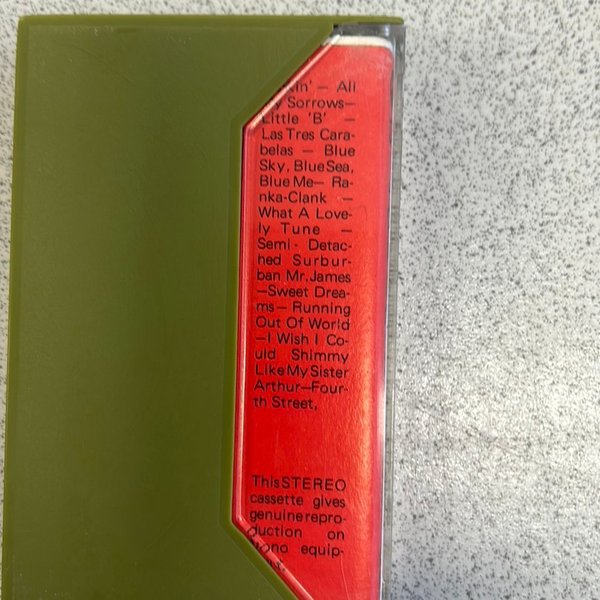 – All
Sorrows–
Little 'B' –
Las Tres Cara-
belas – Blue
Sky, Blue Sea,
Blue Me– Ra-
nka-Clank –
What A Love-
ly Tune –
Semi - Detac-
hed Surbur-
ban Mr. James
–Sweet Drea-
ms– Running
Out Of World
–I Wish I Co-
uld Shimmy
Like My Sister
Arthur–Four-
th Street,
This STEREO
cassette gives
genuine repro-
duction on
mono equip-